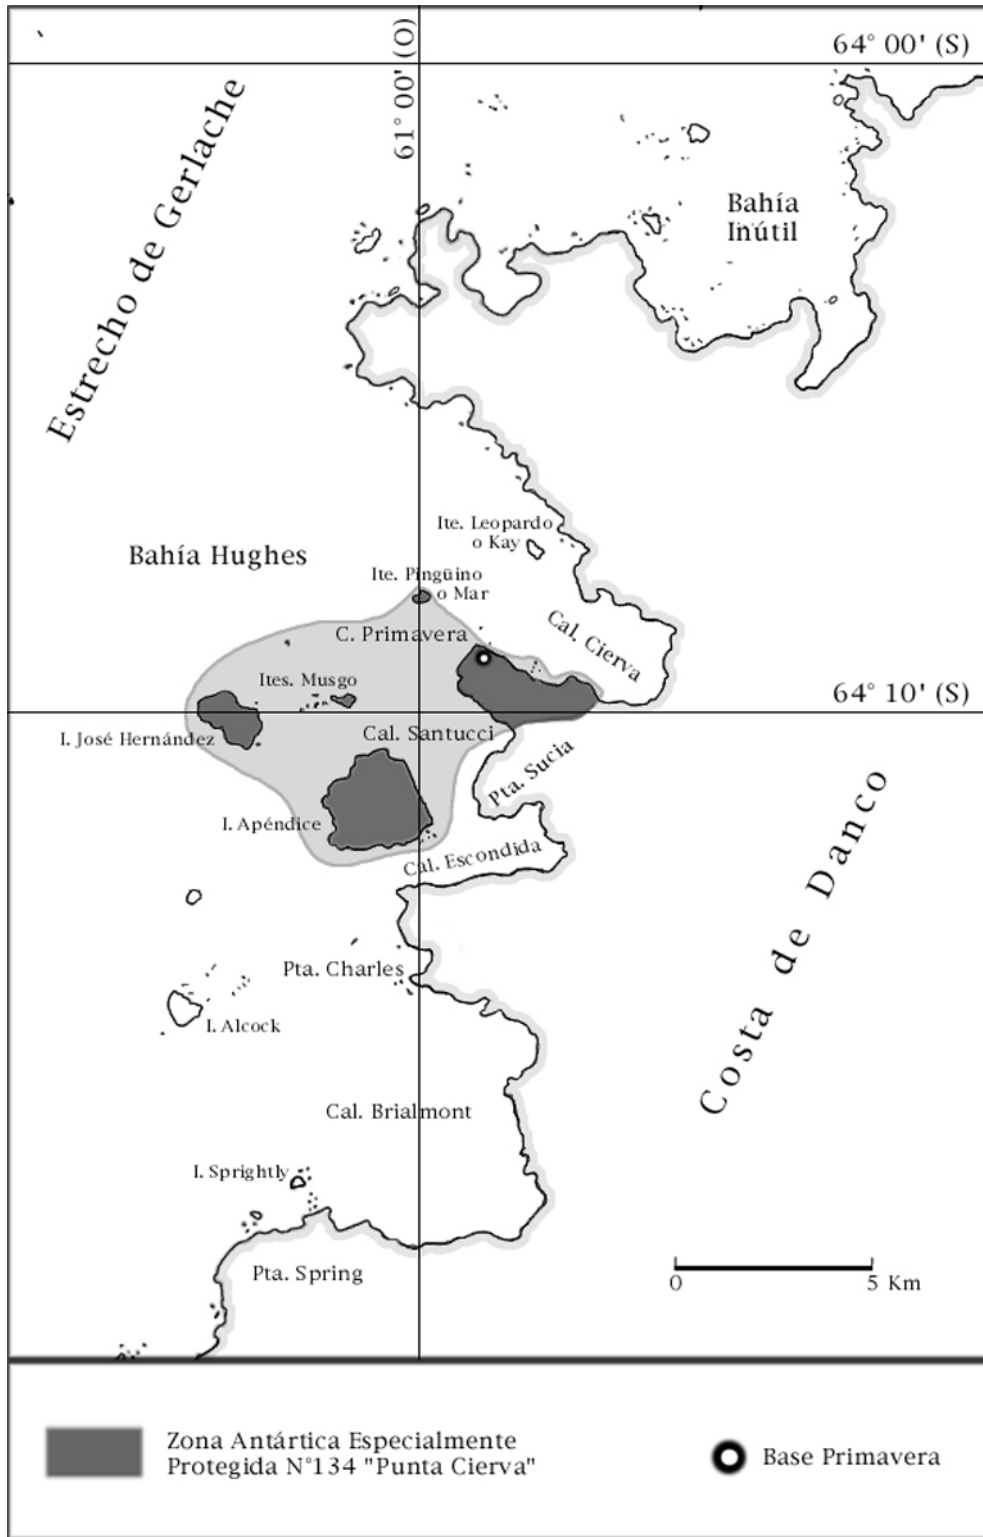 64° 00' (S)
61° 00' (O)
Estrecho de Gerlache
Bahía
Inútil
Ite. Leopardo
o Kay
Bahía Hughes
Ite. Pingüino
o Mar
C. Primavera
Cal. Cierva
Ites. Musgo
64° 10' (S)
I. José Hernández
Cal. Santucci
Pta. Sucia
I. Apéndice
Cal. Escondida
Costa de Danco
Pta. Charles
I. Alcock
Cal. Brialmont
I. Sprightly
Pta. Spring
0 5 Km
Zona Antártica Especialmente
Protegida N°134 "Punta Cierva"
Base Primavera